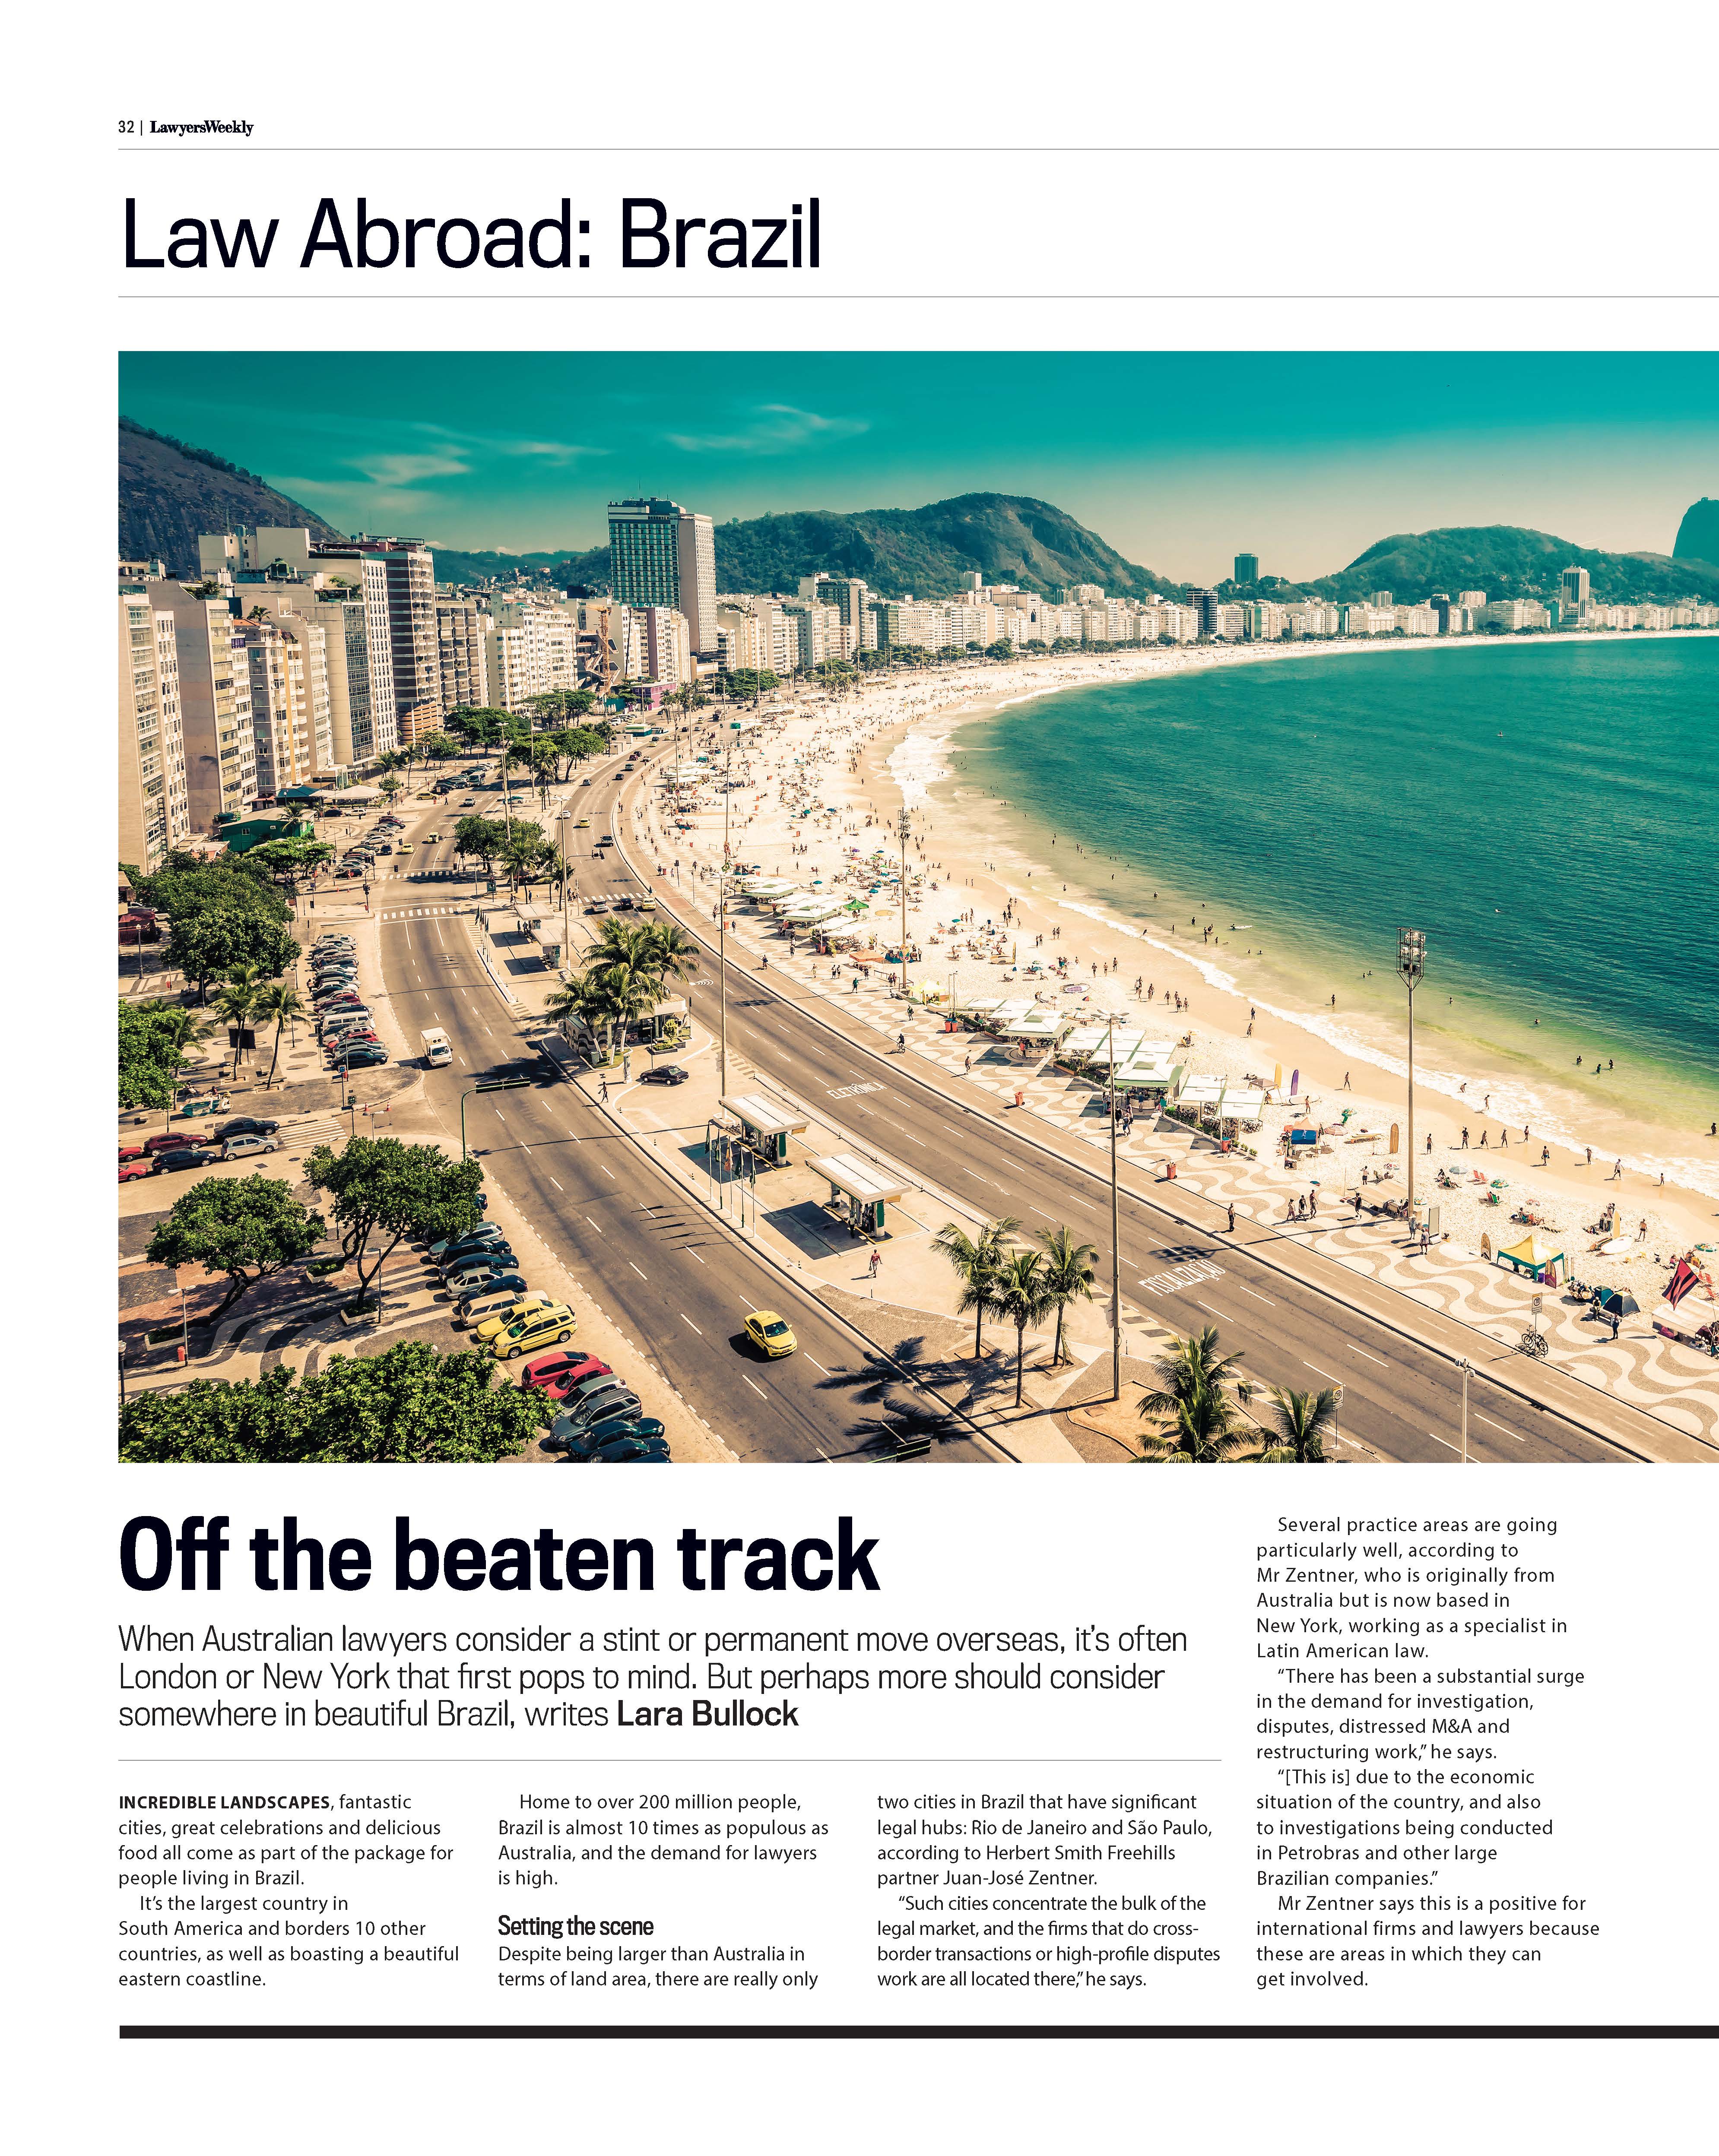 32 | LawyersWeekly
Law Abroad: Brazil
ELETRÔNICA
FISCALIZAÇÃO
Off the beaten track
When Australian lawyers consider a stint or permanent move overseas, it’s often
London or New York that first pops to mind. But perhaps more should consider
somewhere in beautiful Brazil, writes Lara Bullock
INCREDIBLE LANDSCAPES, fantastic
cities, great celebrations and delicious
food all come as part of the package for
people living in Brazil.
It’s the largest country in
South America and borders 10 other
countries, as well as boasting a beautiful
eastern coastline.
Home to over 200 million people,
Brazil is almost 10 times as populous as
Australia, and the demand for lawyers
is high.
Setting the scene
Despite being larger than Australia in
terms of land area, there are really only
two cities in Brazil that have significant
legal hubs: Rio de Janeiro and São Paulo,
according to Herbert Smith Freehills
partner Juan-José Zentner.
“Such cities concentrate the bulk of the
legal market, and the firms that do cross-
border transactions or high-profile disputes
work are all located there,” he says.
Several practice areas are going
particularly well, according to
Mr Zentner, who is originally from
Australia but is now based in
New York, working as a specialist in
Latin American law.
“There has been a substantial surge
in the demand for investigation,
disputes, distressed M&A and
restructuring work,” he says.
“[This is] due to the economic
situation of the country, and also
to investigations being conducted
in Petrobras and other large
Brazilian companies.”
Mr Zentner says this is a positive for
international firms and lawyers because
these are areas in which they can
get involved.